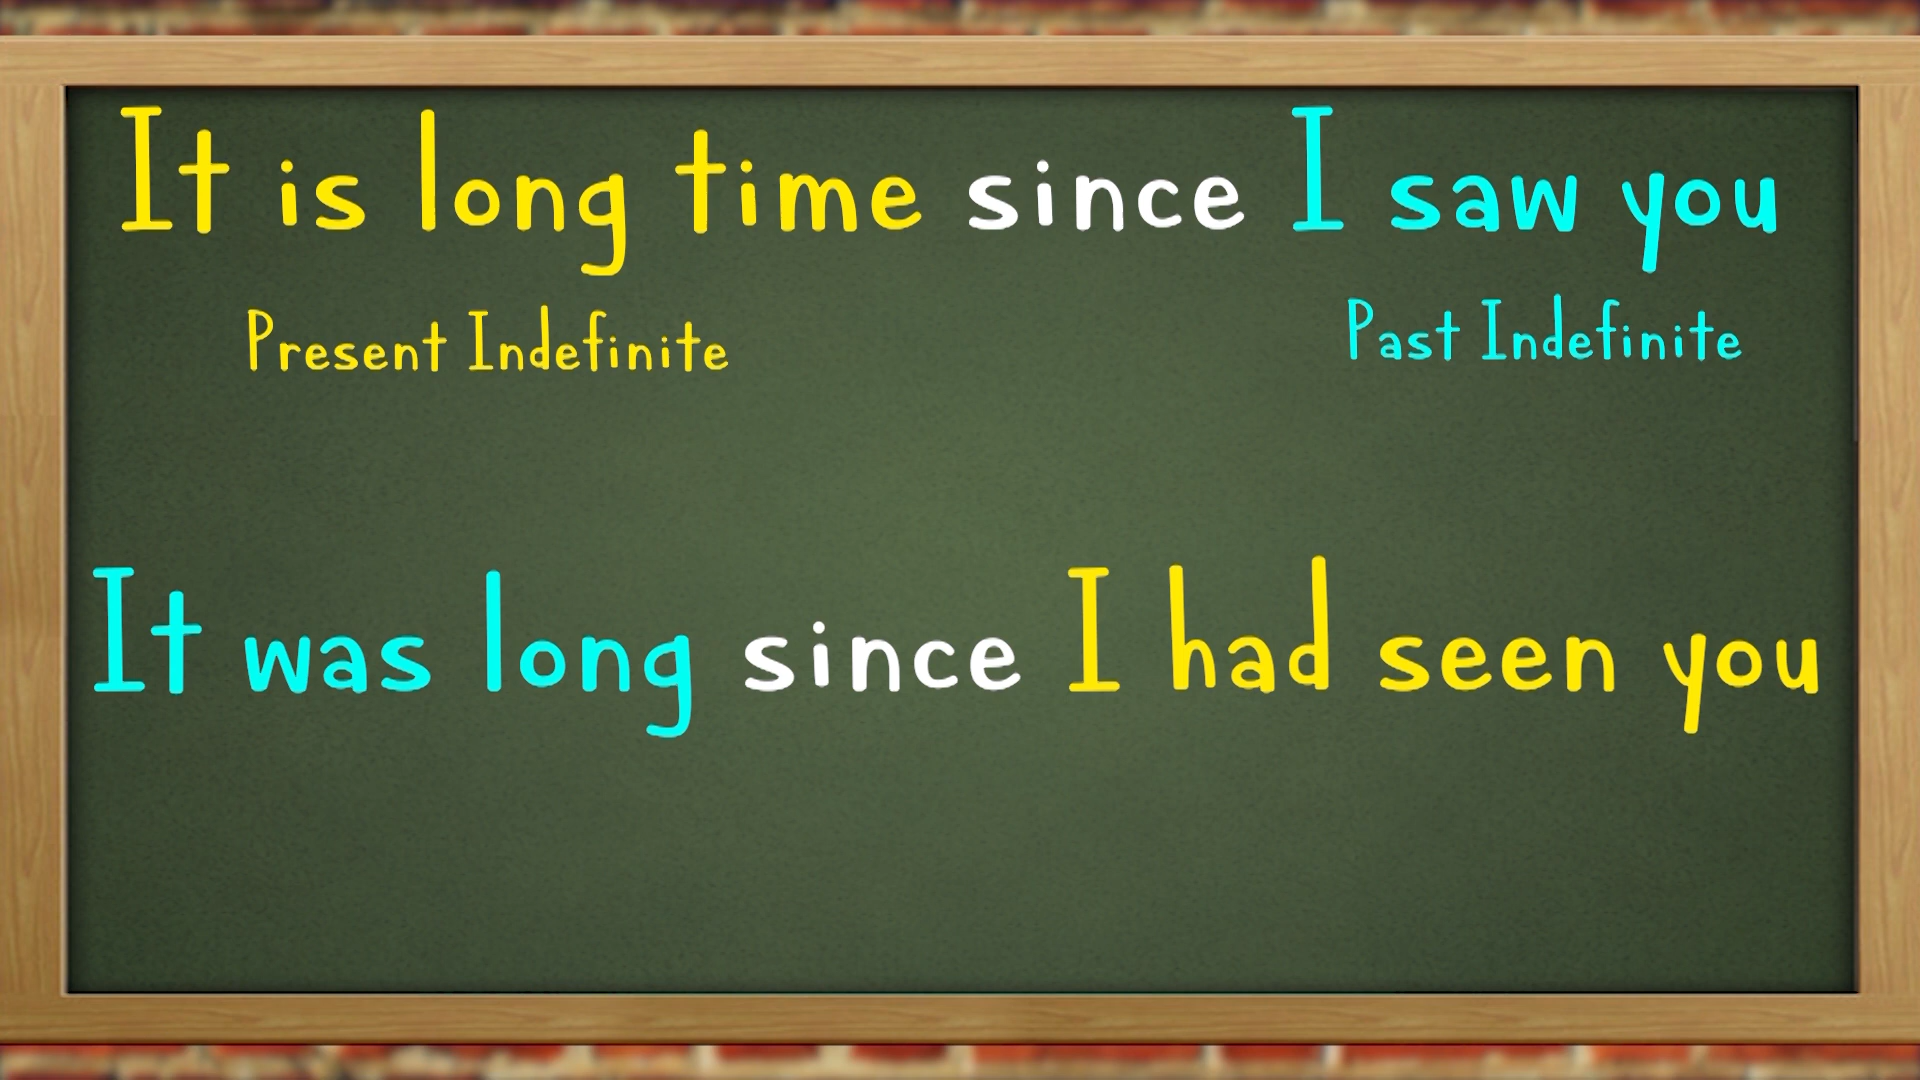 It is long time since I saw you
Present Indefinite Past Indefinite
It was long since I had seen you